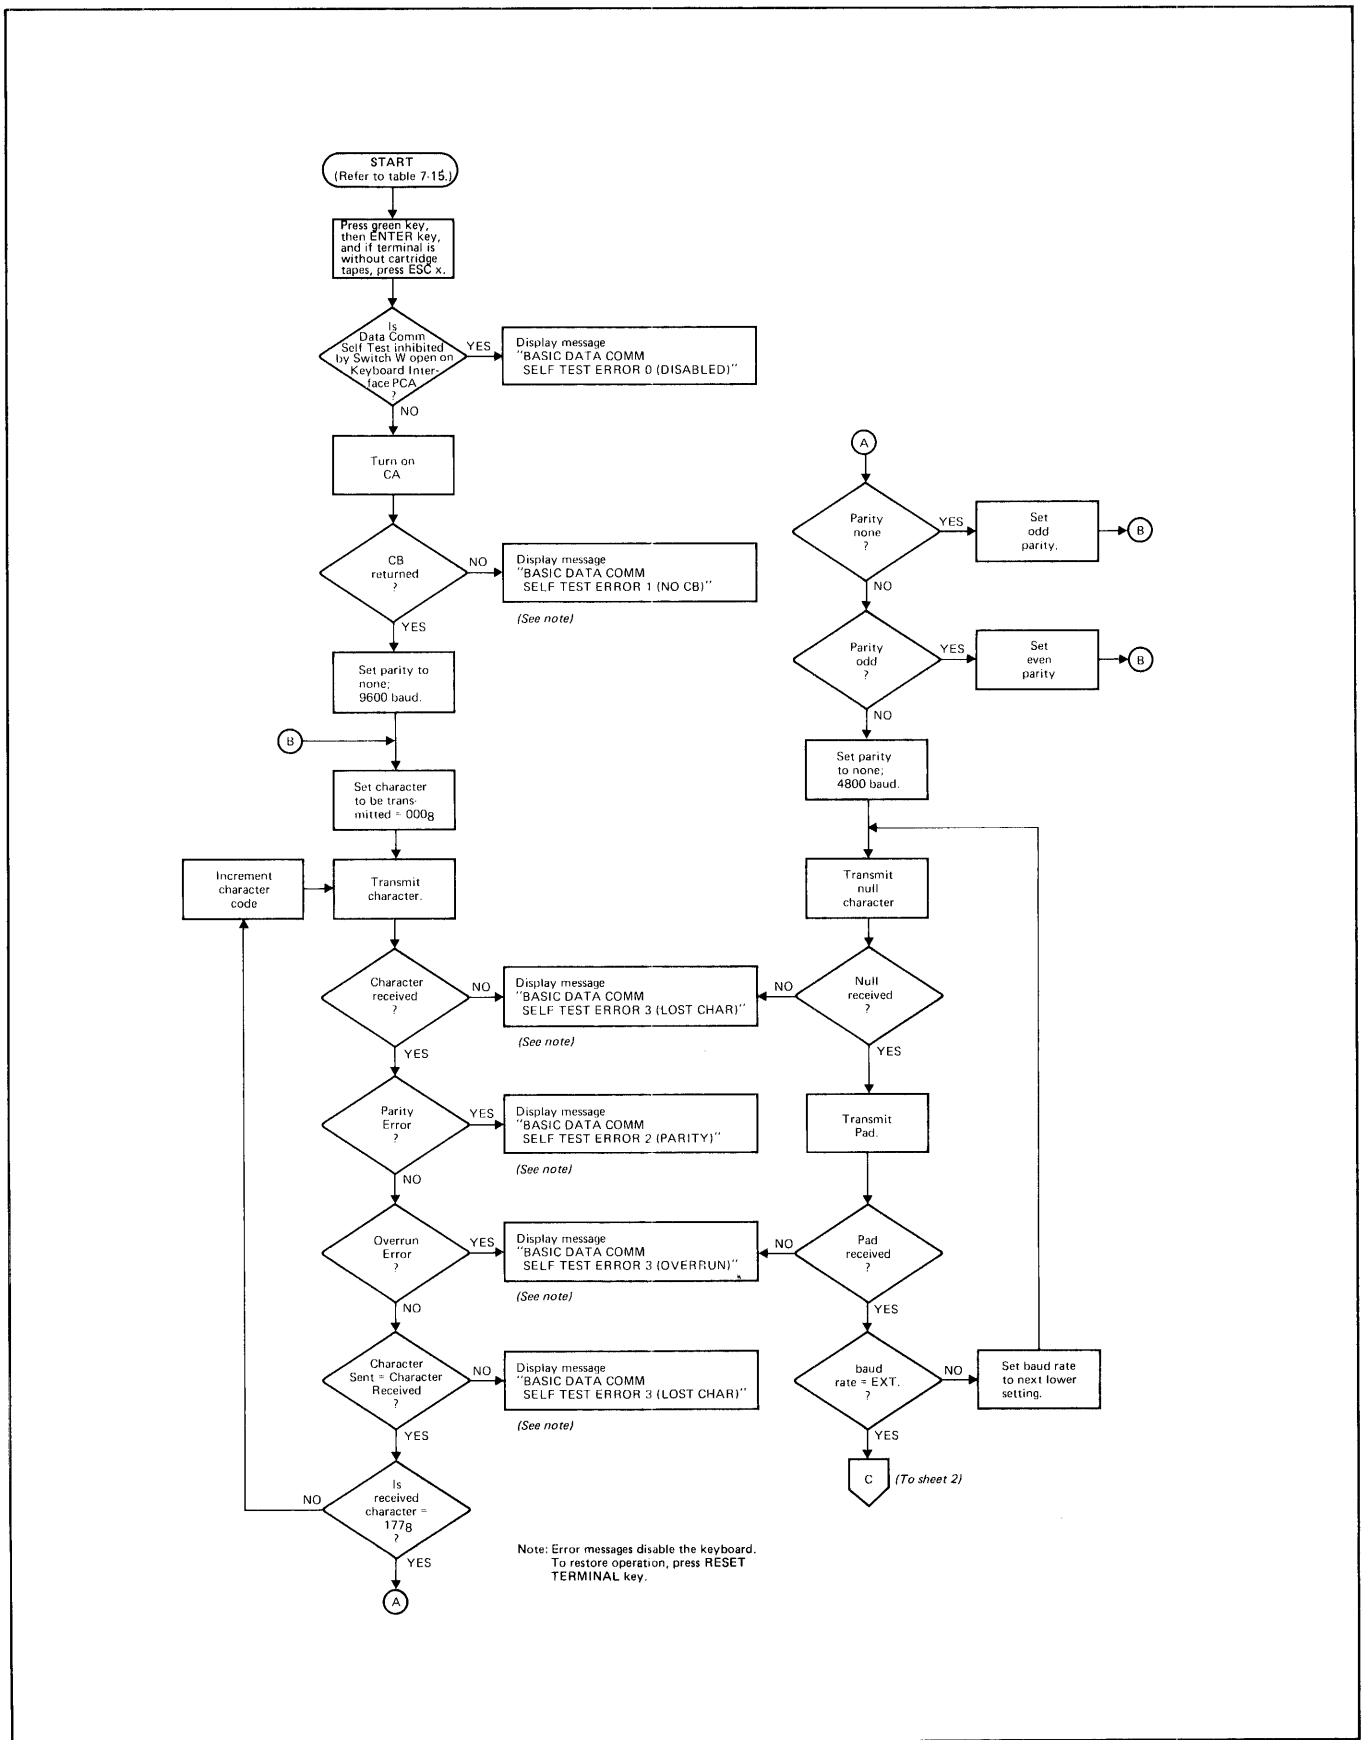 START
(Refer to table 7-15.)
Press green key,
then ENTER key,
and if terminal is
without cartridge
tapes, press ESC x.
Is
Data Comm
Self Test inhibited
by Switch W open on
Keyboard Inter-
face PCA
?
YES
Display message
"BASIC DATA COMM
SELF TEST ERROR 0 (DISABLED)"
NO
Turn on
CA
CB
returned
?
NO
Display message
"BASIC DATA COMM
SELF TEST ERROR 1 (NO CB)"
(See note)
YES
Set parity to
none;
9600 baud.
B
Set character
to be trans-
mitted = 000₈
Increment
character
code
Transmit
character.
Character
received
?
NO
Display message
"BASIC DATA COMM
SELF TEST ERROR 3 (LOST CHAR)"
(See note)
YES
Parity
Error
?
YES
Display message
"BASIC DATA COMM
SELF TEST ERROR 2 (PARITY)"
(See note)
NO
Overrun
Error
?
YES
Display message
"BASIC DATA COMM
SELF TEST ERROR 3 (OVERRUN)"
(See note)
NO
Character
Sent = Character
Received
?
NO
Display message
"BASIC DATA COMM
SELF TEST ERROR 3 (LOST CHAR)"
(See note)
YES
Is
received
character =
177₈
?
NO
YES
A
A
Parity
none
?
YES
Set
odd
parity.
B
NO
Parity
odd
?
YES
Set
even
parity
B
NO
Set parity
to none;
4800 baud.
Transmit
null
character
Null
received
?
NO
YES
Transmit
Pad.
Pad
received
?
NO
YES
baud
rate = EXT.
?
NO
Set baud rate
to next lower
setting.
YES
C
(To sheet 2)
Note: Error messages disable the keyboard.
To restore operation, press RESET
TERMINAL key.